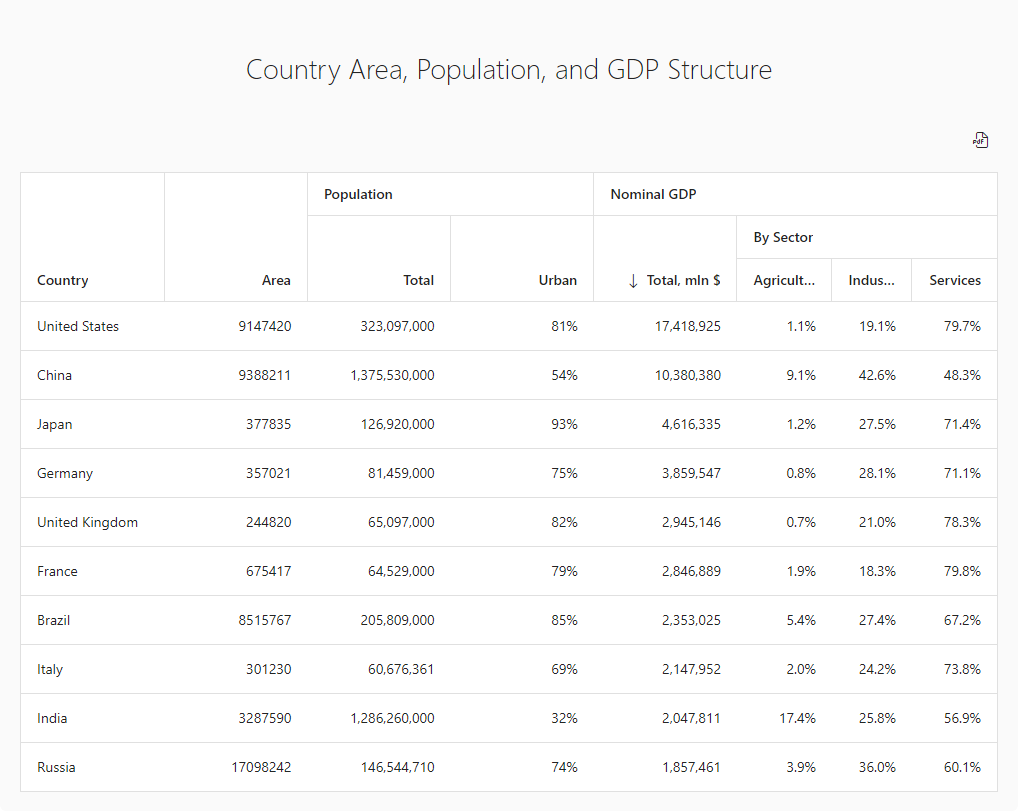 Country Area, Population, and GDP Structure
PDF
Population Nominal GDP
By Sector
Country Area Total Urban ↓ Total, mln $ Agricult... Indus... Services
United States 9147420 323,097,000 81% 17,418,925 1.1% 19.1% 79.7%
China 9388211 1,375,530,000 54% 10,380,380 9.1% 42.6% 48.3%
Japan 377835 126,920,000 93% 4,616,335 1.2% 27.5% 71.4%
Germany 357021 81,459,000 75% 3,859,547 0.8% 28.1% 71.1%
United Kingdom 244820 65,097,000 82% 2,945,146 0.7% 21.0% 78.3%
France 675417 64,529,000 79% 2,846,889 1.9% 18.3% 79.8%
Brazil 8515767 205,809,000 85% 2,353,025 5.4% 27.4% 67.2%
Italy 301230 60,676,361 69% 2,147,952 2.0% 24.2% 73.8%
India 3287590 1,286,260,000 32% 2,047,811 17.4% 25.8% 56.9%
Russia 17098242 146,544,710 74% 1,857,461 3.9% 36.0% 60.1%